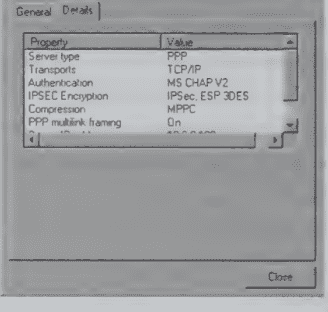 General Details
Property Value
Server type PPP
Transports TCP/IP
Authentication MS CHAP V2
IPSEC Encryption IPSec, ESP 3DES
Compression MPPC
PPP multilink framing On
Close